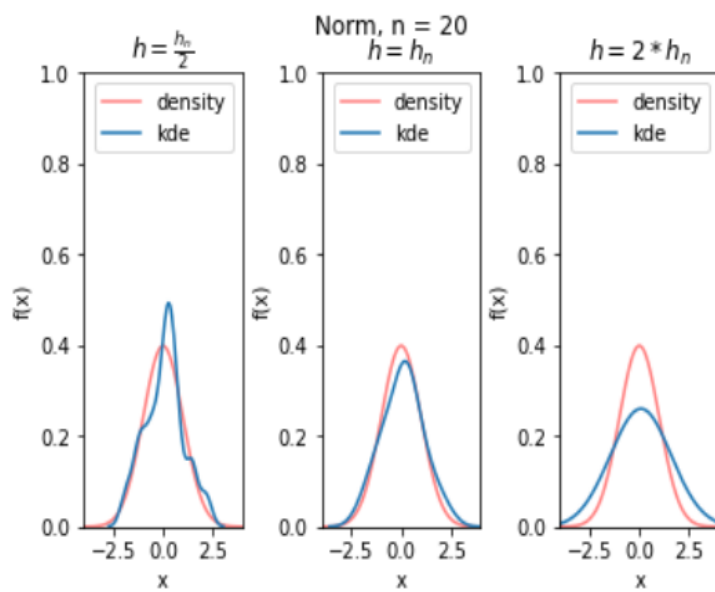 Norm, n = 20
h = h_n/2
h = h_n
h = 2 * h_n
1.0
0.8
0.6
0.4
0.2
0.0
f(x)
density
kde
−2.5 0.0 2.5
x
1.0
0.8
0.6
0.4
0.2
0.0
f(x)
density
kde
−2.5 0.0 2.5
x
1.0
0.8
0.6
0.4
0.2
0.0
f(x)
density
kde
−2.5 0.0 2.5
x